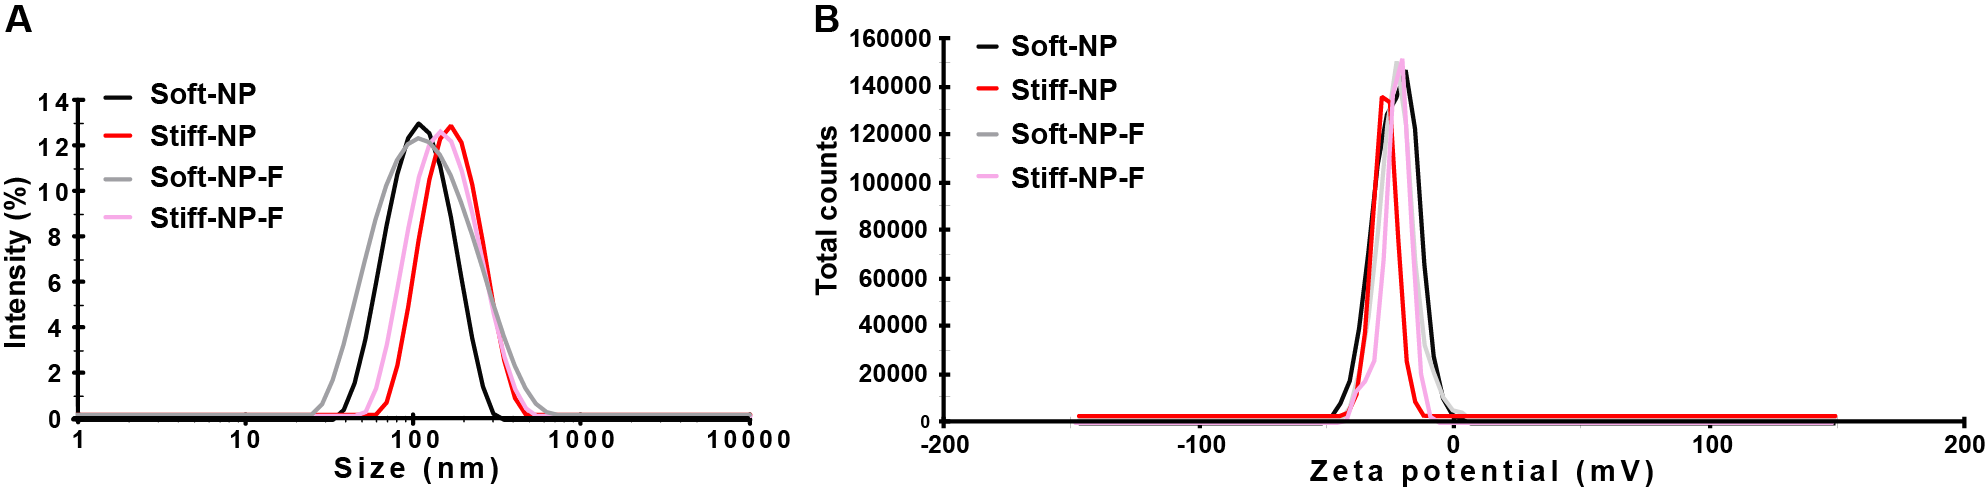 A
Soft-NP
Stiff-NP
Soft-NP-F
Stiff-NP-F
14
12
10
8
6
4
2
0
Intensity (%)
1 10 100 1000 10000
Size (nm)
B
Soft-NP
Stiff-NP
Soft-NP-F
Stiff-NP-F
160000
140000
120000
100000
80000
60000
40000
20000
0
Total counts
-200 -100 0 100 200
Zeta potential (mV)